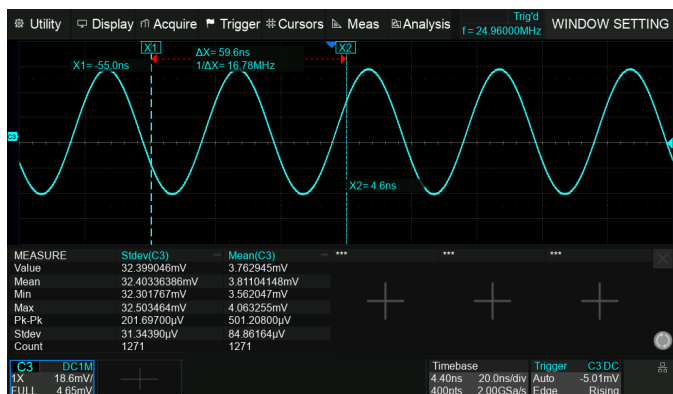 Utility Display Acquire Trigger Cursors Meas Analysis Trig'd f = 24.96000MHz WINDOW SETTING
X1 ΔX= 59.6ns X2
X1= -55.0ns 1/ΔX= 16.78MHz
C3
X2= 4.6ns
MEASURE Stdev(C3) Mean(C3) *** *** ***
Value 32.399046mV 3.762945mV
Mean 32.40336386mV 3.81104148mV
Min 32.301767mV 3.562047mV
Max 32.503464mV 4.063255mV
Pk-Pk 201.69700µV 501.20800µV
Stdev 31.34390µV 84.86164µV
Count 1271 1271
C3 DC1M Timebase Trigger C3 DC
1X 18.6mV/ 4.40ns 20.0ns/div Auto -5.01mV
FULL 4.65mV 400pts 2.00GSa/s Edge Rising